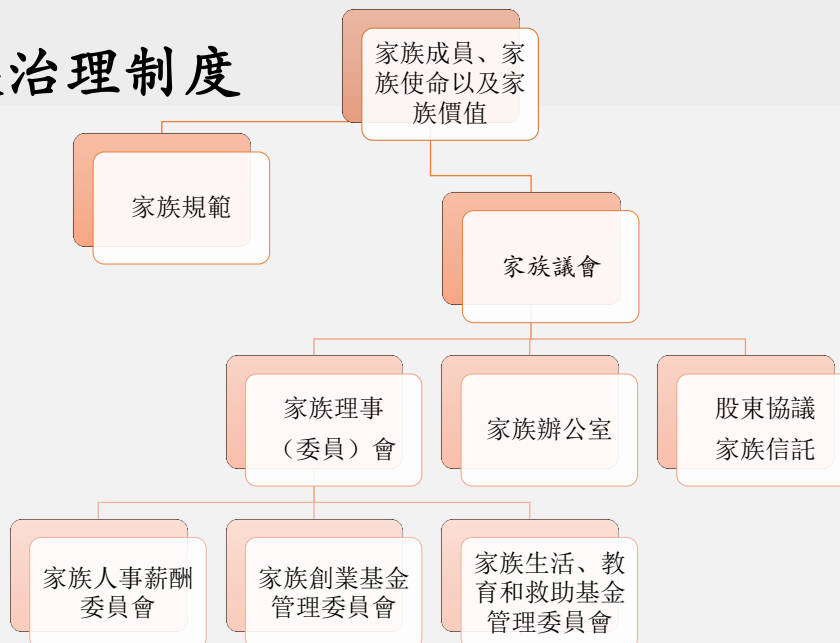 治理制度
家族成員、家
族使命以及家
族價值
家族規範
家族議會
家族理事
（委員）會
家族辦公室
股東協議
家族信託
家族人事薪酬
委員會
家族創業基金
管理委員會
家族生活、教
育和救助基金
管理委員會